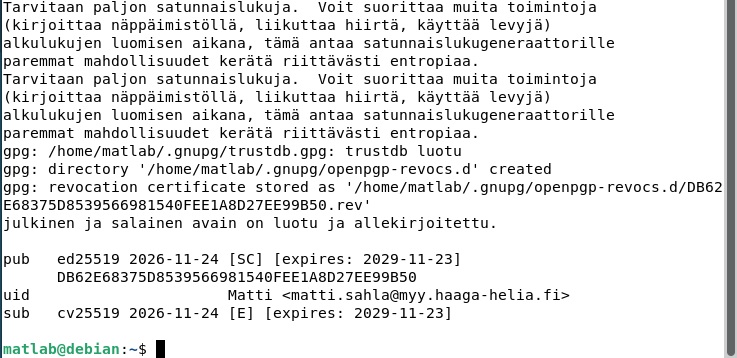 Tarvitaan paljon satunnaislukuja.  Voit suorittaa muita toimintoja
(kirjoittaa näppäimistöllä, liikuttaa hiirtä, käyttää levyjä)
alkulukujen luomisen aikana, tämä antaa satunnaislukugeneraattorille
paremmat mahdollisuudet kerätä riittävästi entropiaa.
Tarvitaan paljon satunnaislukuja.  Voit suorittaa muita toimintoja
(kirjoittaa näppäimistöllä, liikuttaa hiirtä, käyttää levyjä)
alkulukujen luomisen aikana, tämä antaa satunnaislukugeneraattorille
paremmat mahdollisuudet kerätä riittävästi entropiaa.
gpg: /home/matlab/.gnupg/trustdb.gpg: trustdb luotu
gpg: directory '/home/matlab/.gnupg/openpgp-revocs.d' created
gpg: revocation certificate stored as '/home/matlab/.gnupg/openpgp-revocs.d/DB62
E68375D8539566981540FEE1A8D27EE99B50.rev'
julkinen ja salainen avain on luotu ja allekirjoitettu.

pub   ed25519 2026-11-24 [SC] [expires: 2029-11-23]
      DB62E68375D8539566981540FEE1A8D27EE99B50
uid                      Matti <matti.sahla@myy.haaga-helia.fi>
sub   cv25519 2026-11-24 [E] [expires: 2029-11-23]

matlab@debian:~$